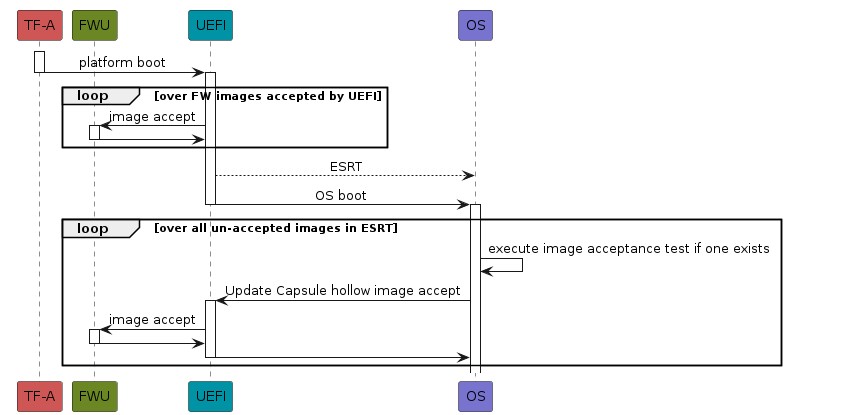 TF-A FWU UEFI OS
platform boot
loop [over FW images accepted by UEFI]
image accept
ESRT
OS boot
loop [over all un-accepted images in ESRT]
execute image acceptance test if one exists
Update Capsule hollow image accept
image accept
TF-A FWU UEFI OS